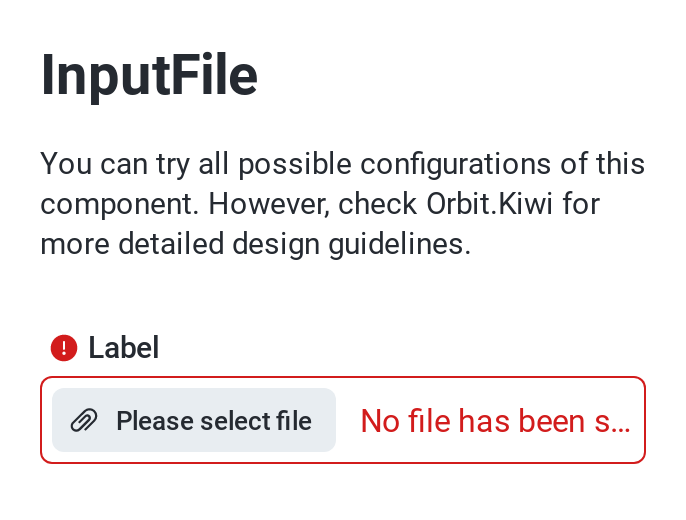 InputFile
You can try all possible configurations of this
component. However, check Orbit.Kiwi for
more detailed design guidelines.
Label
Please select file No file has been s...